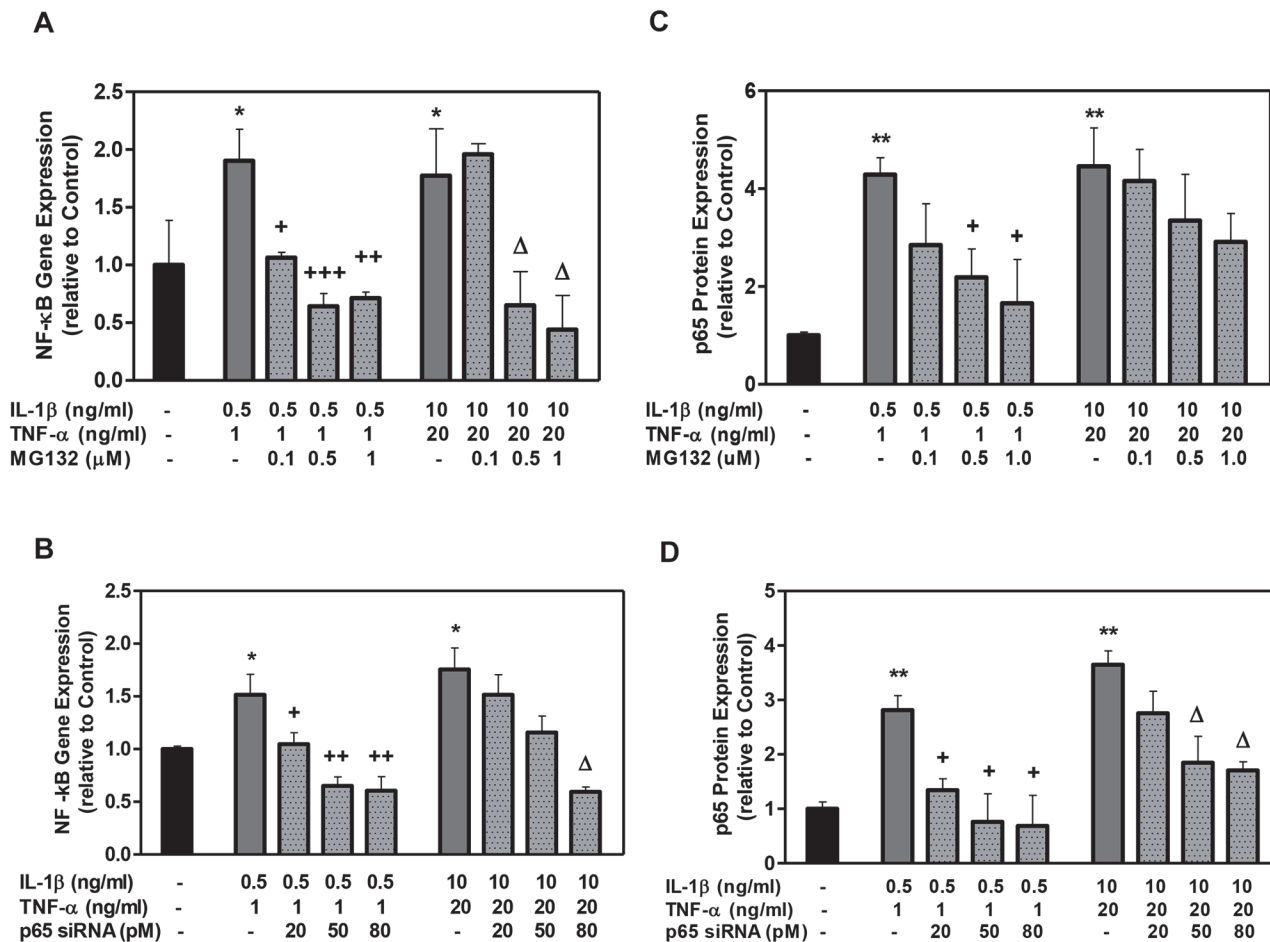 A
NF-κB Gene Expression
(relative to Control)
2.5
2.0
1.5
1.0
0.5
0.0
* + +++ ++ * Δ Δ
IL-1β (ng/ml) - 0.5 0.5 0.5 0.5 10 10 10 10
TNF-α (ng/ml) - 1 1 1 1 20 20 20 20
MG132 (μM) - - 0.1 0.5 1 - 0.1 0.5 1
C
p65 Protein Expression
(relative to Control)
6
4
2
0
** + + **
IL-1β (ng/ml) - 0.5 0.5 0.5 0.5 10 10 10 10
TNF-α (ng/ml) - 1 1 1 1 20 20 20 20
MG132 (uM) - - 0.1 0.5 1.0 - 0.1 0.5 1.0
B
NF -kB Gene Expression
(relative to Control)
2.5
2.0
1.5
1.0
0.5
0.0
* + ++ ++ * Δ
IL-1β (ng/ml) - 0.5 0.5 0.5 0.5 10 10 10 10
TNF-α (ng/ml) - 1 1 1 1 20 20 20 20
p65 siRNA (pM) - - 20 50 80 - 20 50 80
D
p65 Protein Expression
(relative to Control)
5
4
3
2
1
0
** + + + ** Δ Δ
IL-1β (ng/ml) - 0.5 0.5 0.5 0.5 10 10 10 10
TNF-α (ng/ml) - 1 1 1 1 20 20 20 20
p65 siRNA (pM) - - 20 50 80 - 20 50 80